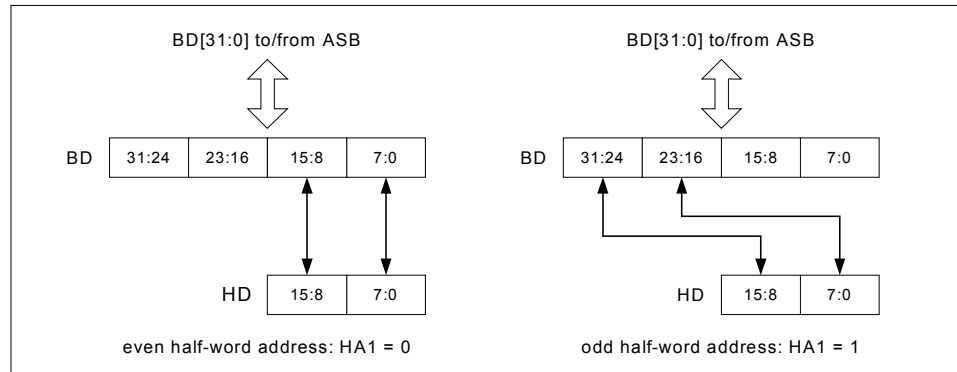 BD[31:0] to/from ASB
BD 31:24 23:16 15:8 7:0
HD 15:8 7:0
even half-word address: HA1 = 0
BD[31:0] to/from ASB
BD 31:24 23:16 15:8 7:0
HD 15:8 7:0
odd half-word address: HA1 = 1